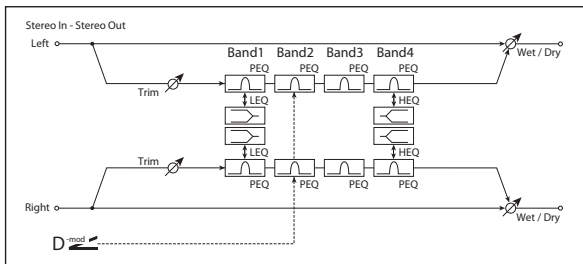 Stereo In - Stereo Out
Left
Wet / Dry
Band1 Band2 Band3 Band4
PEQ PEQ PEQ PEQ
Trim
LEQ HEQ
LEQ HEQ
Trim
PEQ PEQ PEQ PEQ
Right
Wet / Dry
D-mod